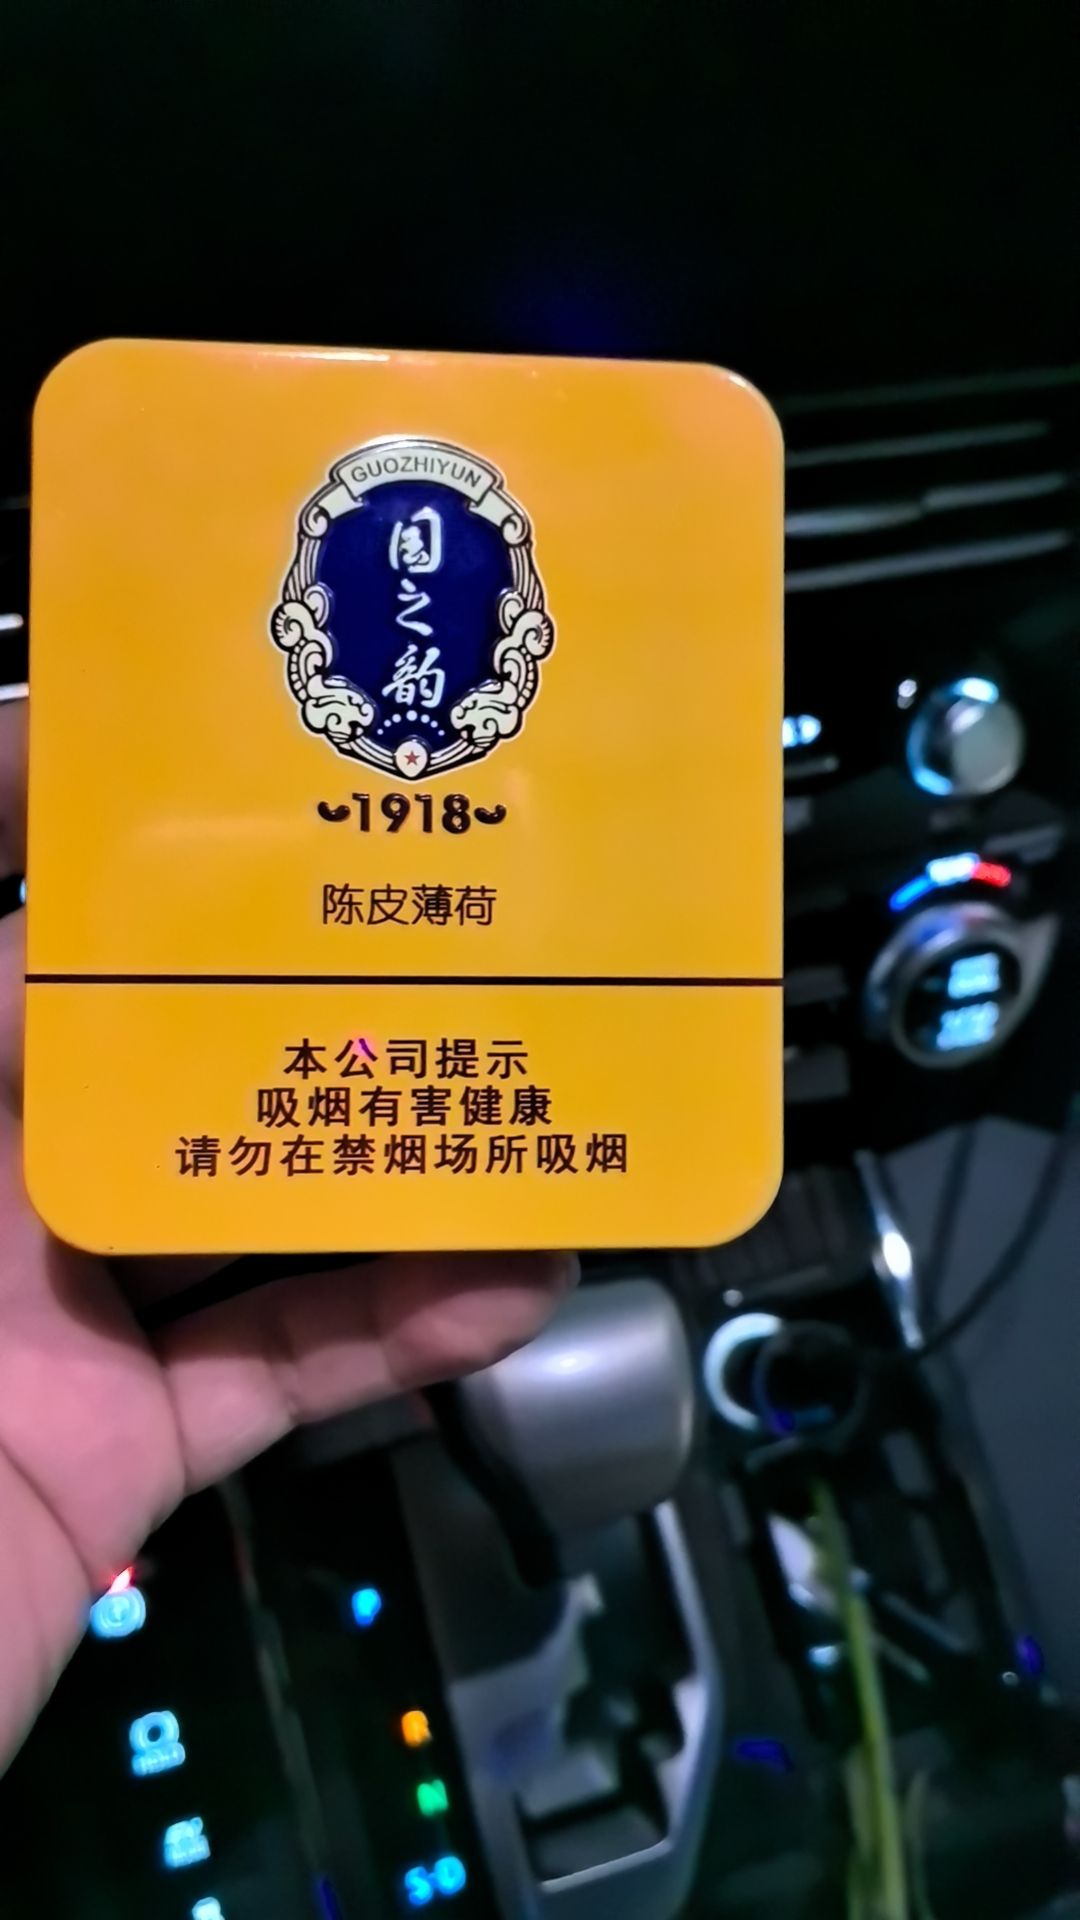 GUOZHIYUN
国之韵
1918
陈皮薄荷
本公司提示
吸烟有害健康
请勿在禁烟场所吸烟
R
N
S-D